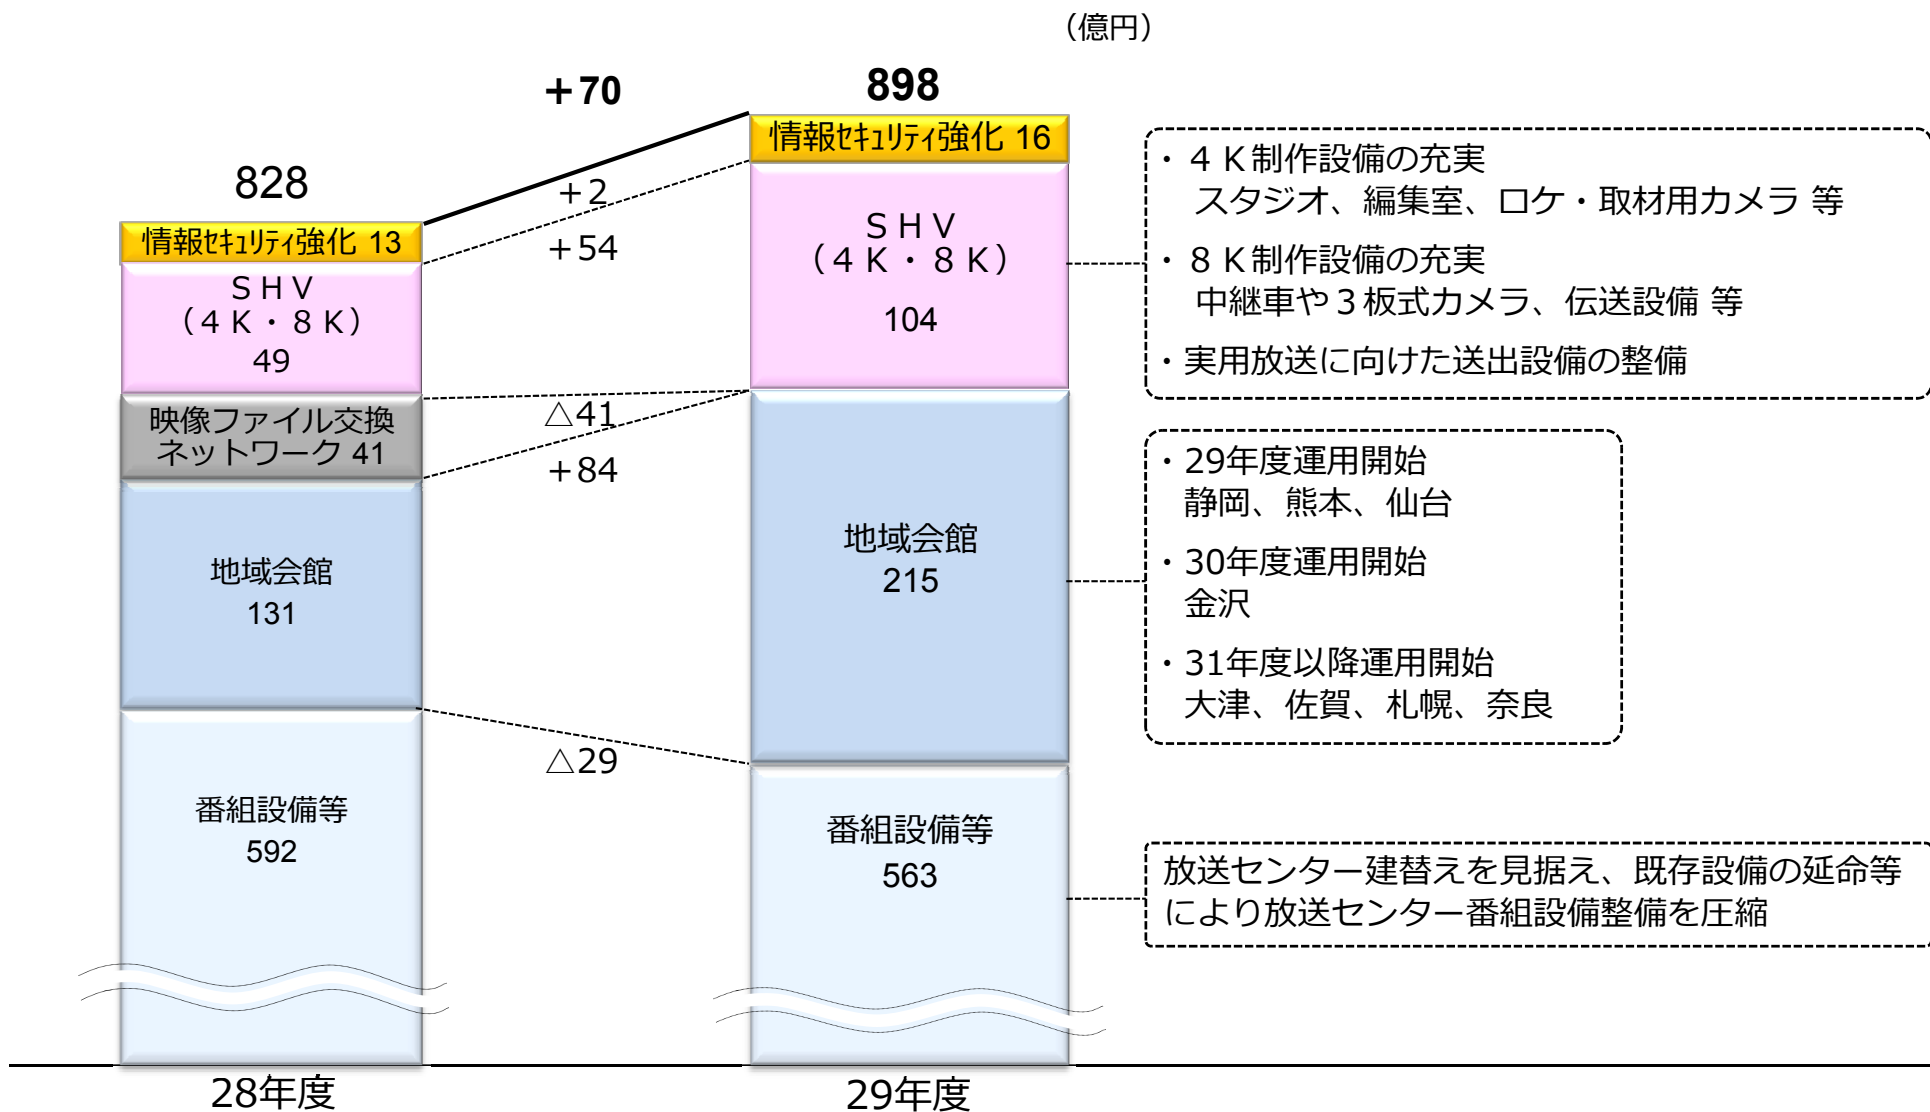 （億円）
828
情報ｾｷｭﾘﾃｨ強化 13
ＳＨＶ
（４Ｋ・８Ｋ）
49
映像ファイル交換
ネットワーク 41
地域会館
131
番組設備等
592
28年度
＋70
＋2
＋54
△41
＋84
△29
898
情報ｾｷｭﾘﾃｨ強化 16
ＳＨＶ
（４Ｋ・８Ｋ）
104
地域会館
215
番組設備等
563
29年度
・４Ｋ制作設備の充実
スタジオ、編集室、ロケ・取材用カメラ 等
・８Ｋ制作設備の充実
中継車や３板式カメラ、伝送設備 等
・実用放送に向けた送出設備の整備
・29年度運用開始
静岡、熊本、仙台
・30年度運用開始
金沢
・31年度以降運用開始
大津、佐賀、札幌、奈良
放送センター建替えを見据え、既存設備の延命等
により放送センター番組設備整備を圧縮